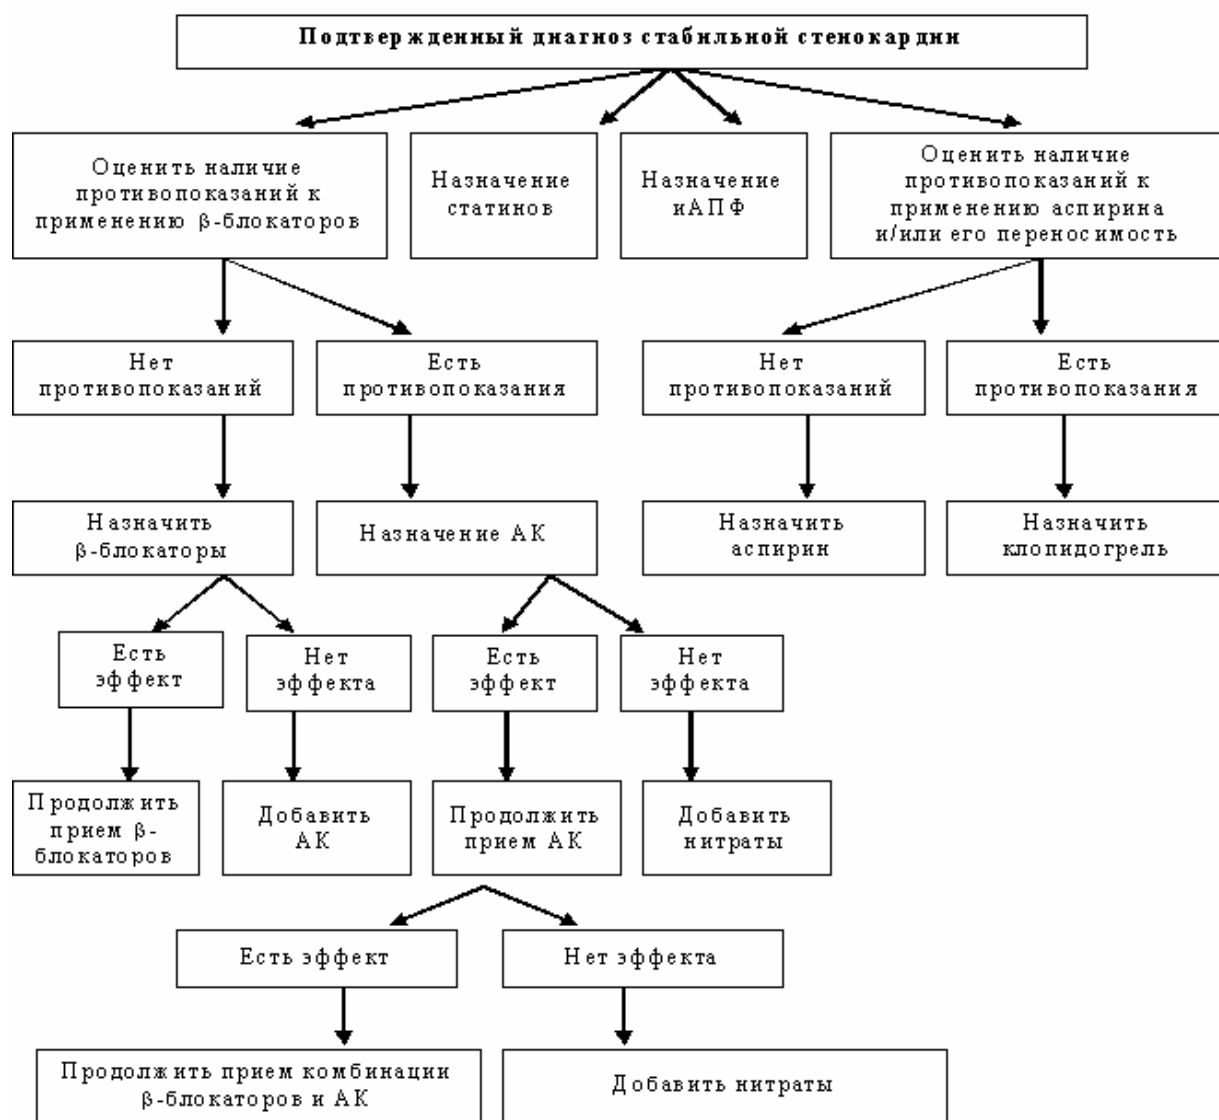 Подтвержденный диагноз стабильной стенокардии
Оценить наличие
противопоказаний к
применению β-блокаторов
Назначение
статинов
Назначение
иАПФ
Оценить наличие
противопоказаний к
применению аспирина
и/или его переносимость
Нет
противопоказаний
Есть
противопоказания
Нет
противопоказаний
Есть
противопоказания
Назначить
β-блокаторы
Назначение АК
Назначить
аспирин
Назначить
клопидогрель
Есть
эффект
Нет
эффекта
Есть
эффект
Нет
эффекта
Продолжить
прием β-
блокаторов
Добавить
АК
Продолжить
прием АК
Добавить
нитраты
Есть эффект
Нет эффекта
Продолжить прием комбинации
β-блокаторов и АК
Добавить нитраты